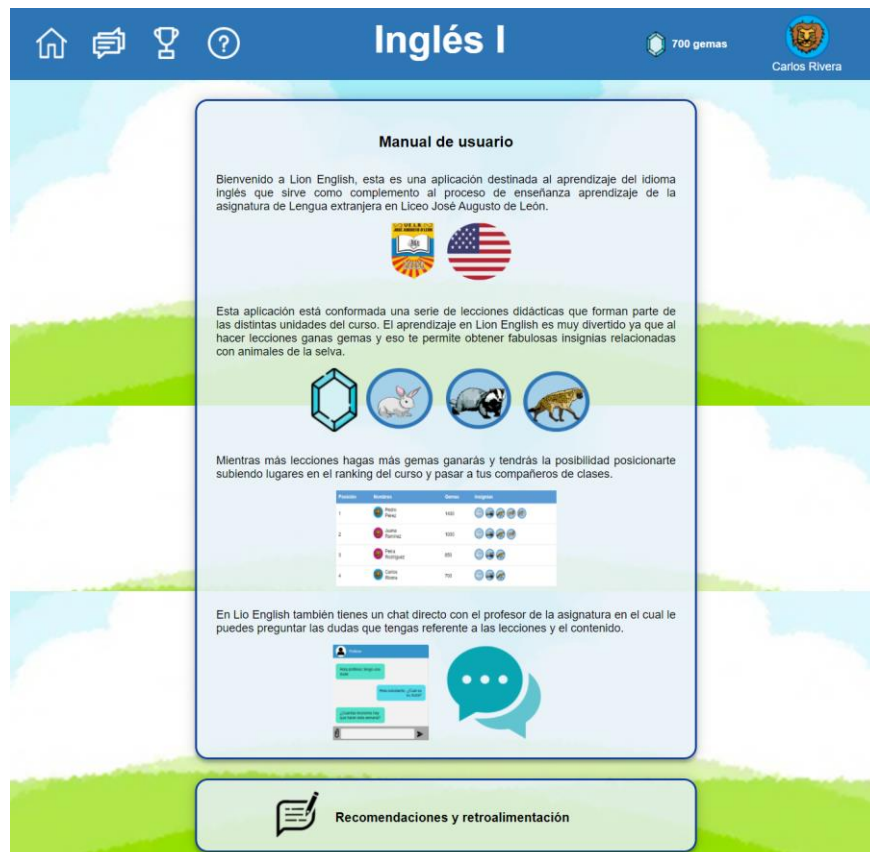 Inglés I
700 gemas
Carlos Rivera
Manual de usuario
Bienvenido a Lion English, esta es una aplicación destinada al aprendizaje del idioma
inglés que sirve como complemento al proceso de enseñanza aprendizaje de la
asignatura de Lengua extranjera en Liceo José Augusto de León.
Esta aplicación está conformada una serie de lecciones didácticas que forman parte de
las distintas unidades del curso. El aprendizaje en Lion English es muy divertido ya que al
hacer lecciones ganas gemas y eso te permite obtener fabulosas insignias relacionadas
con animales de la selva.
Mientras más lecciones hagas más gemas ganarás y tendrás la posibilidad posicionarte
subiendo lugares en el ranking del curso y pasar a tus compañeros de clases.
Posición Nombres Gemas Insignias
1 Pedro
Pérez
2
3
Rodríguez
4 Carlos
Rivera 700
En Lio English también tienes un chat directo con el profesor de la asignatura en el cual le
puedes preguntar las dudas que tengas referente a las lecciones y el contenido.
Recomendaciones y retroalimentación